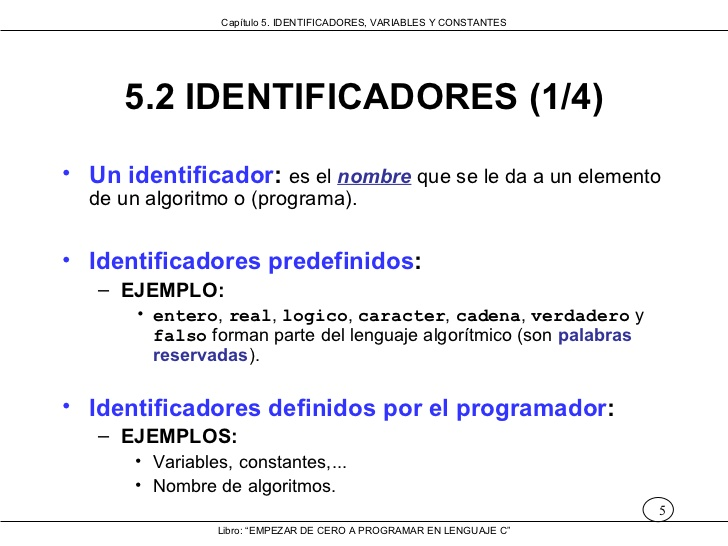 Capítulo 5. IDENTIFICADORES, VARIABLES Y CONSTANTES
5.2 IDENTIFICADORES (1/4)
• Un identificador: es el nombre que se le da a un elemento
de un algoritmo o (programa).
• Identificadores predefinidos:
– EJEMPLO:
• entero, real, logico, caracter, cadena, verdadero y
falso forman parte del lenguaje algorítmico (son palabras
reservadas).
• Identificadores definidos por el programador:
– EJEMPLOS:
• Variables, constantes,...
• Nombre de algoritmos.
5
Libro: “EMPEZAR DE CERO A PROGRAMAR EN LENGUAJE C”